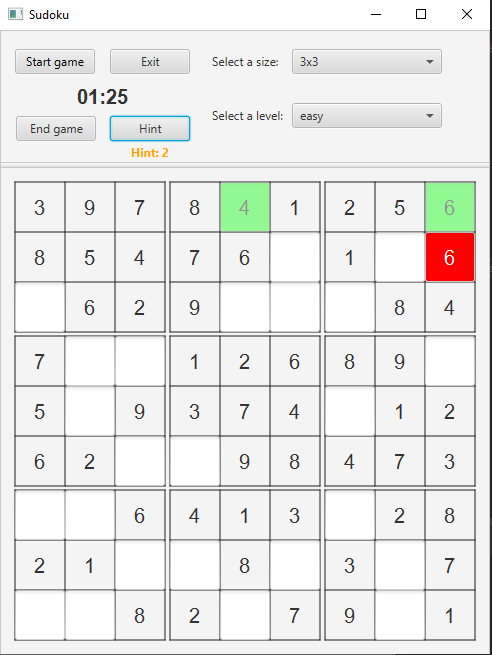 Sudoku
Start game Exit Select a size: 3x3
01:25
End game Hint Select a level: easy
Hint: 2
3 9 7 8 4 1 2 5 6
8 5 4 7 6 1 6
6 2 9 8 4
7 1 2 6 8 9
5 9 3 7 4 1 2
6 2 9 8 4 7 3
6 4 1 3 2 8
2 1 8 3 7
8 2 7 9 1